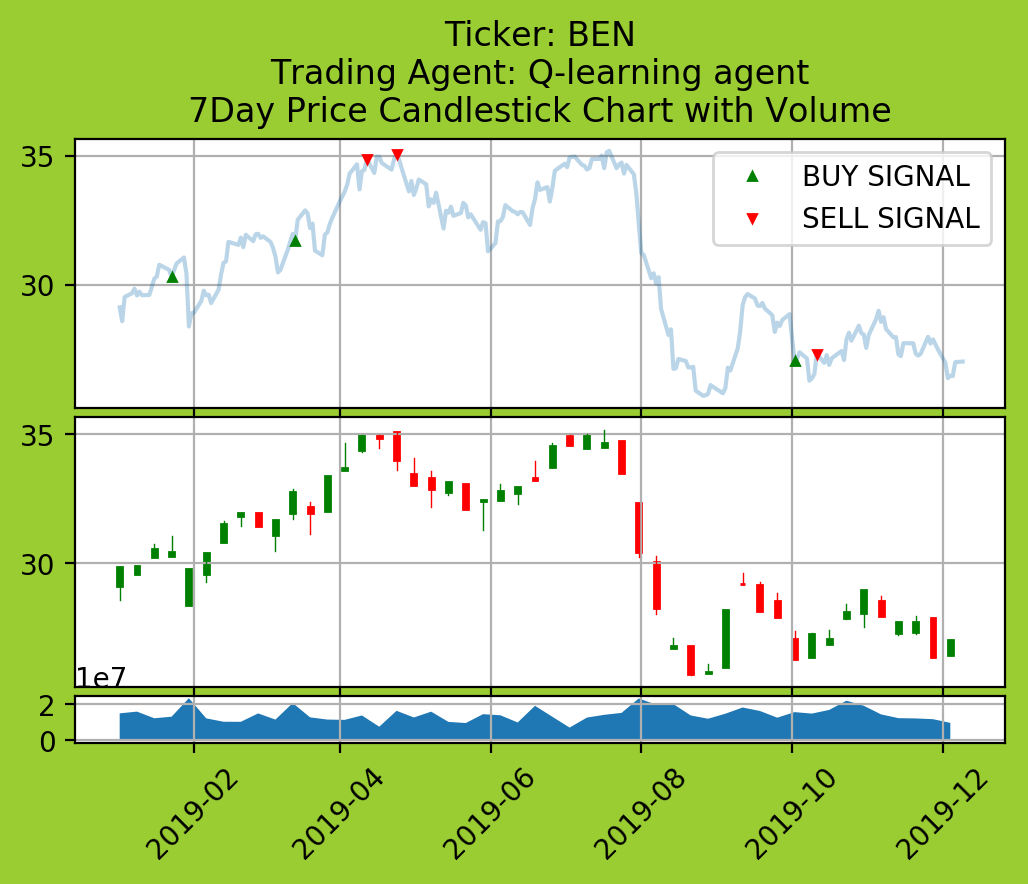 Ticker: BEN
Trading Agent: Q-learning agent
7Day Price Candlestick Chart with Volume
35
30
BUY SIGNAL
SELL SIGNAL
35
30
1e7
2
0
2019-02
2019-04
2019-06
2019-08
2019-10
2019-12